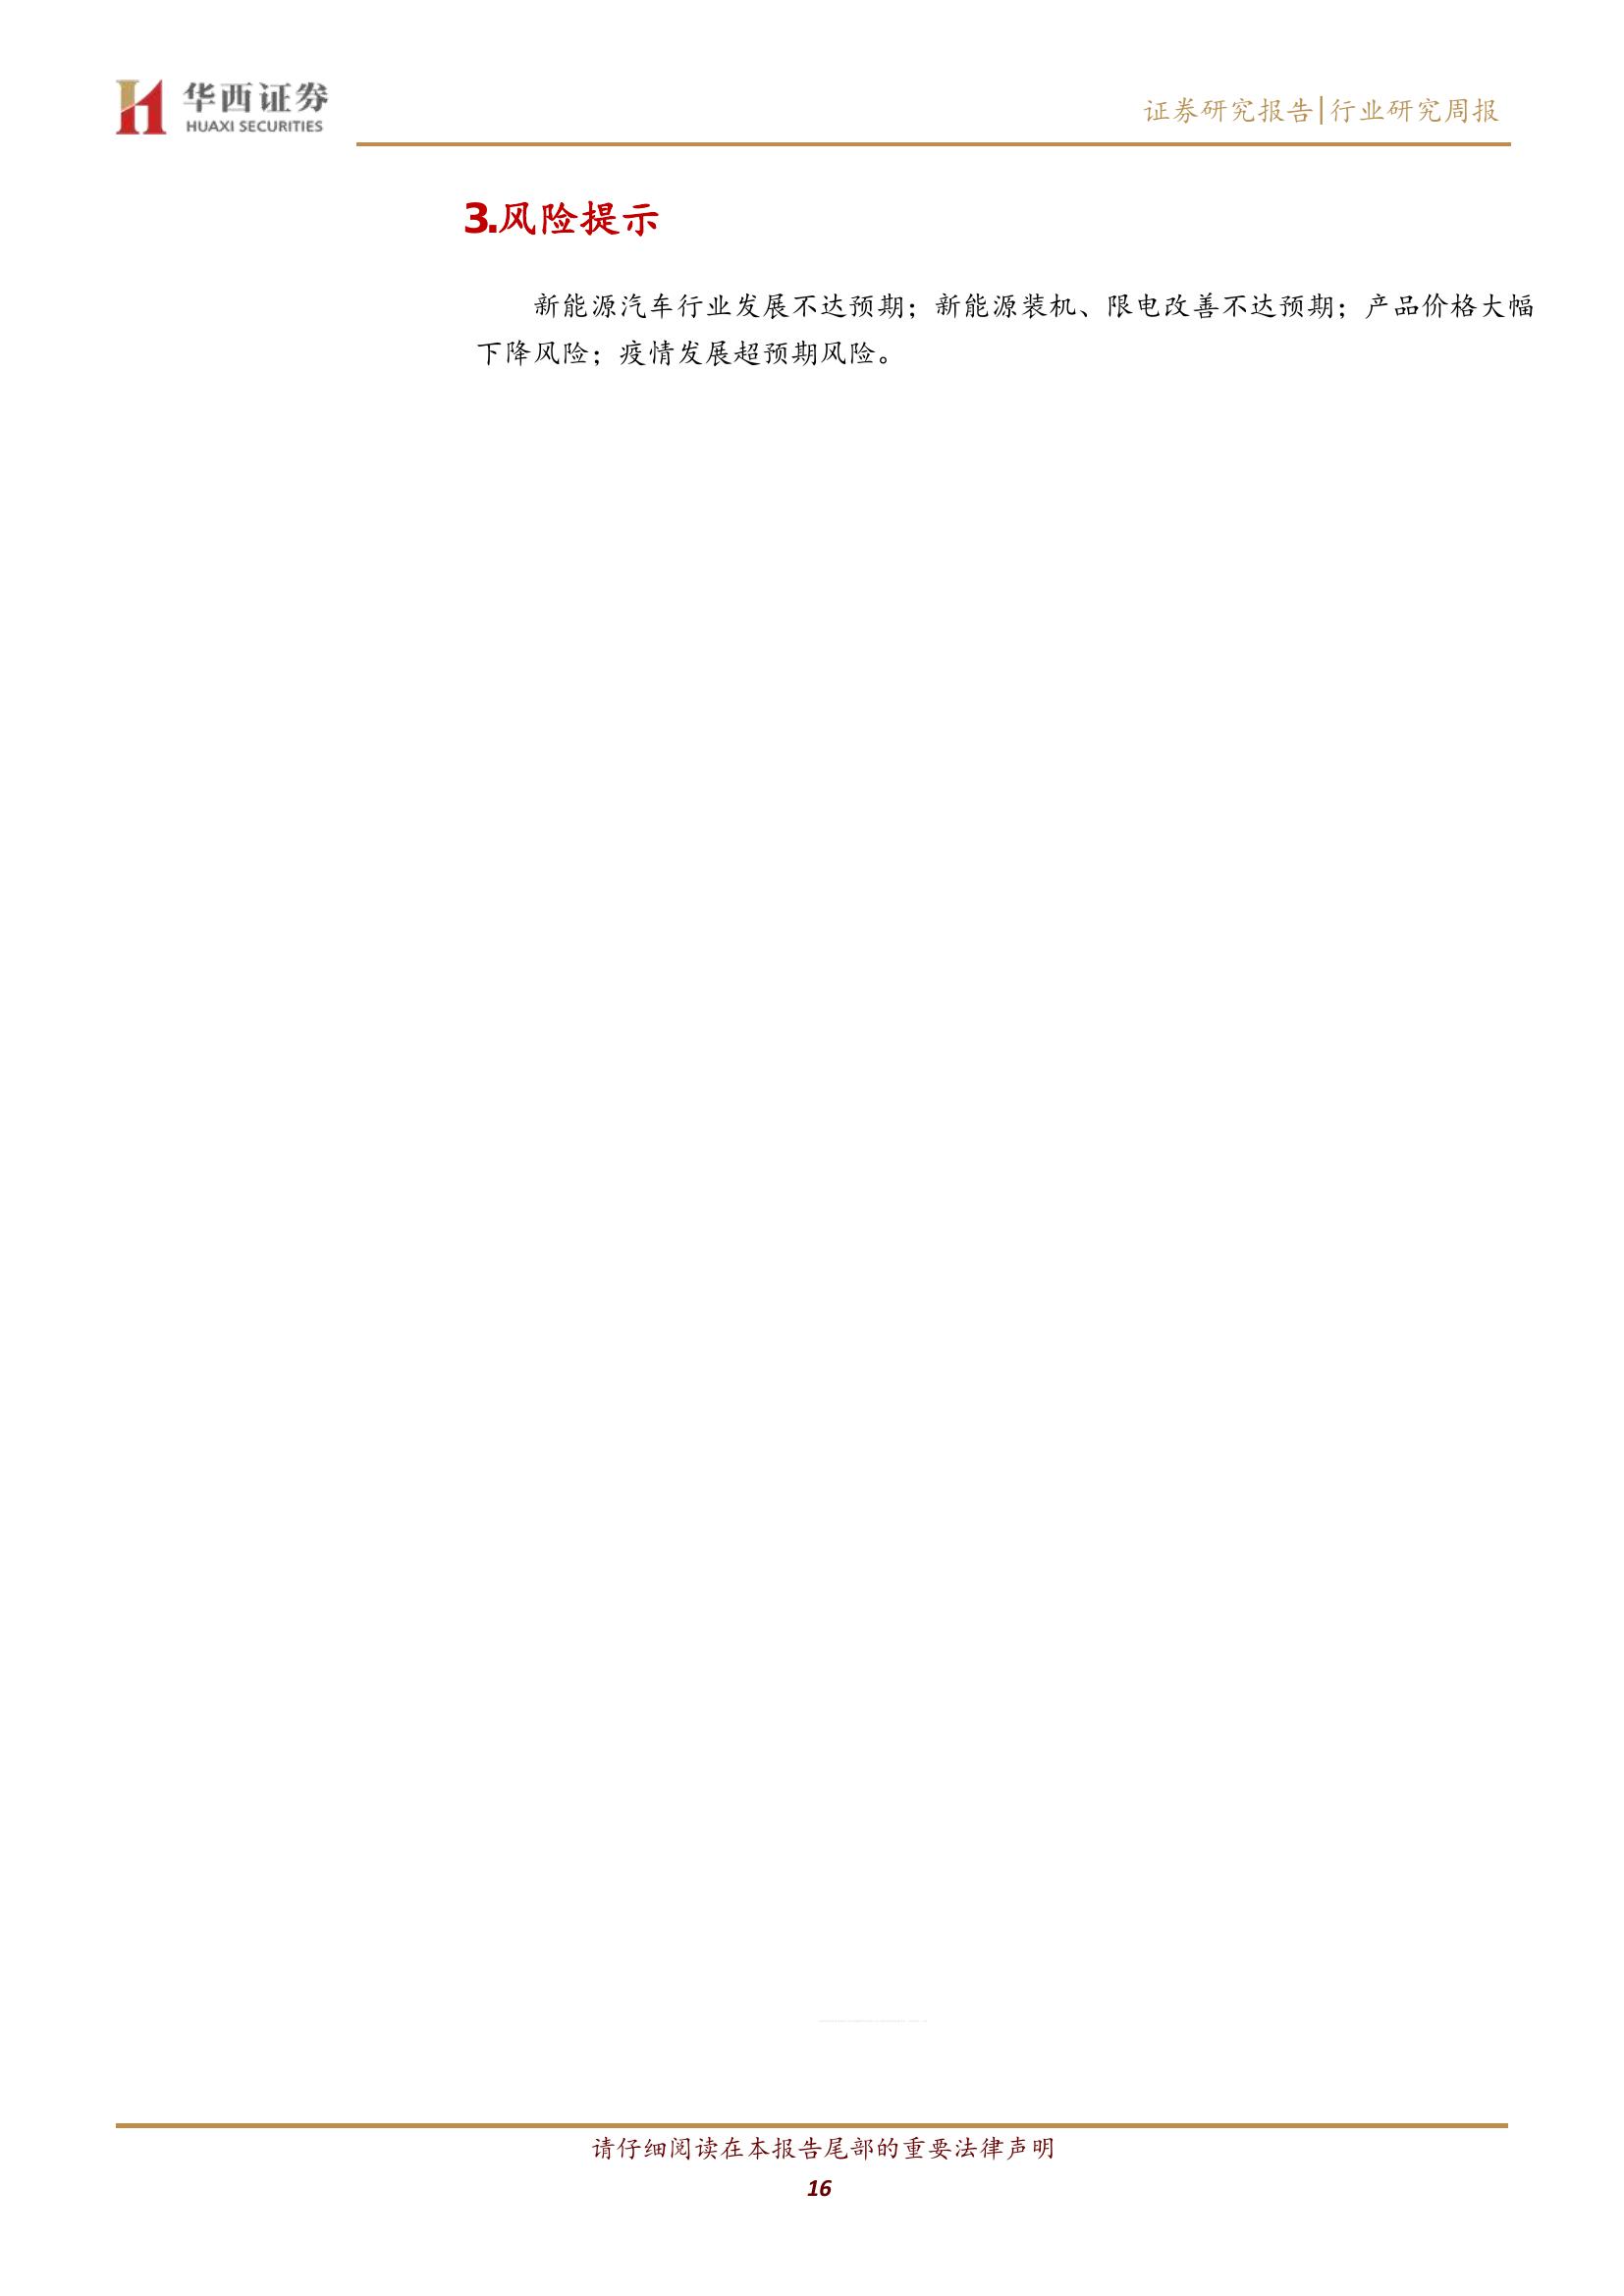 华西证券
HUAXI SECURITIES
证券研究报告|行业研究周报
3.风险提示
新能源汽车行业发展不达预期；新能源装机、限电改善不达预期；产品价格大幅
下降风险；疫情发展超预期风险。
请仔细阅读在本报告尾部的重要法律声明
16